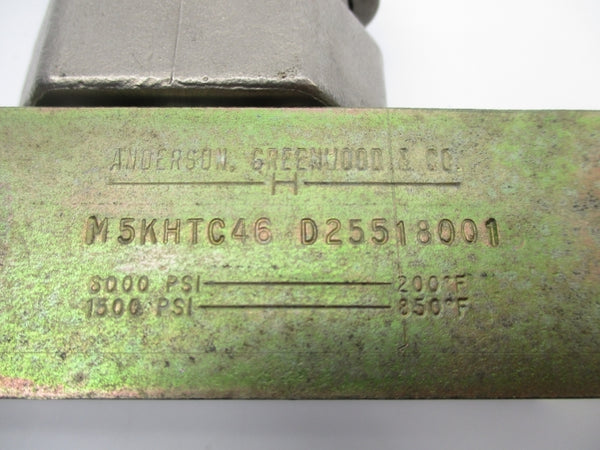 ANDERSON, GREENWOOD & CO.
H
M5KHTC46 D25518001
6000 PSI 200°F
1500 PSI 850°F